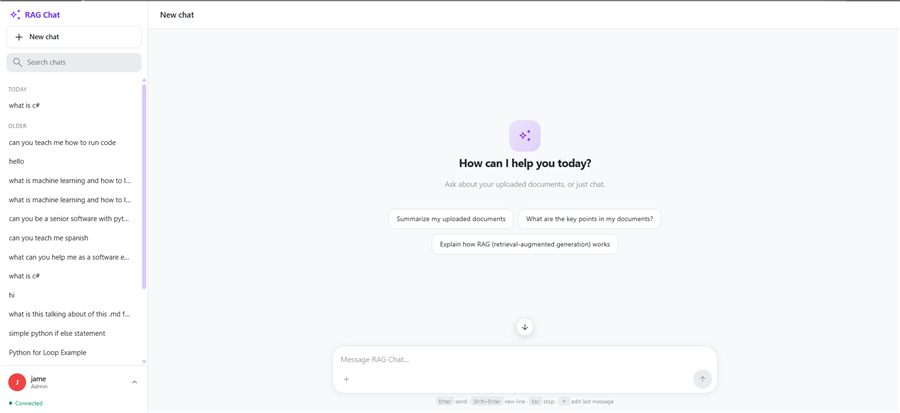 RAG Chat
New chat
Search chats
TODAY
what is c#
OLDER
can you teach me how to run code
hello
what is machine learning and how to l...
what is machine learning and how to l...
can you be a senior software with pyt...
can you teach me spanish
what can you help me as a software e...
what is c#
hi
what is this talking about of this .md f...
simple python if else statement
Python for Loop Example
J
jame
Admin
Connected
New chat
How can I help you today?
Ask about your uploaded documents, or just chat.
Summarize my uploaded documents
What are the key points in my documents?
Explain how RAG (retrieval-augmented generation) works
Message RAG Chat...
Enter send · Shift+Enter new line · Esc stop · edit last message